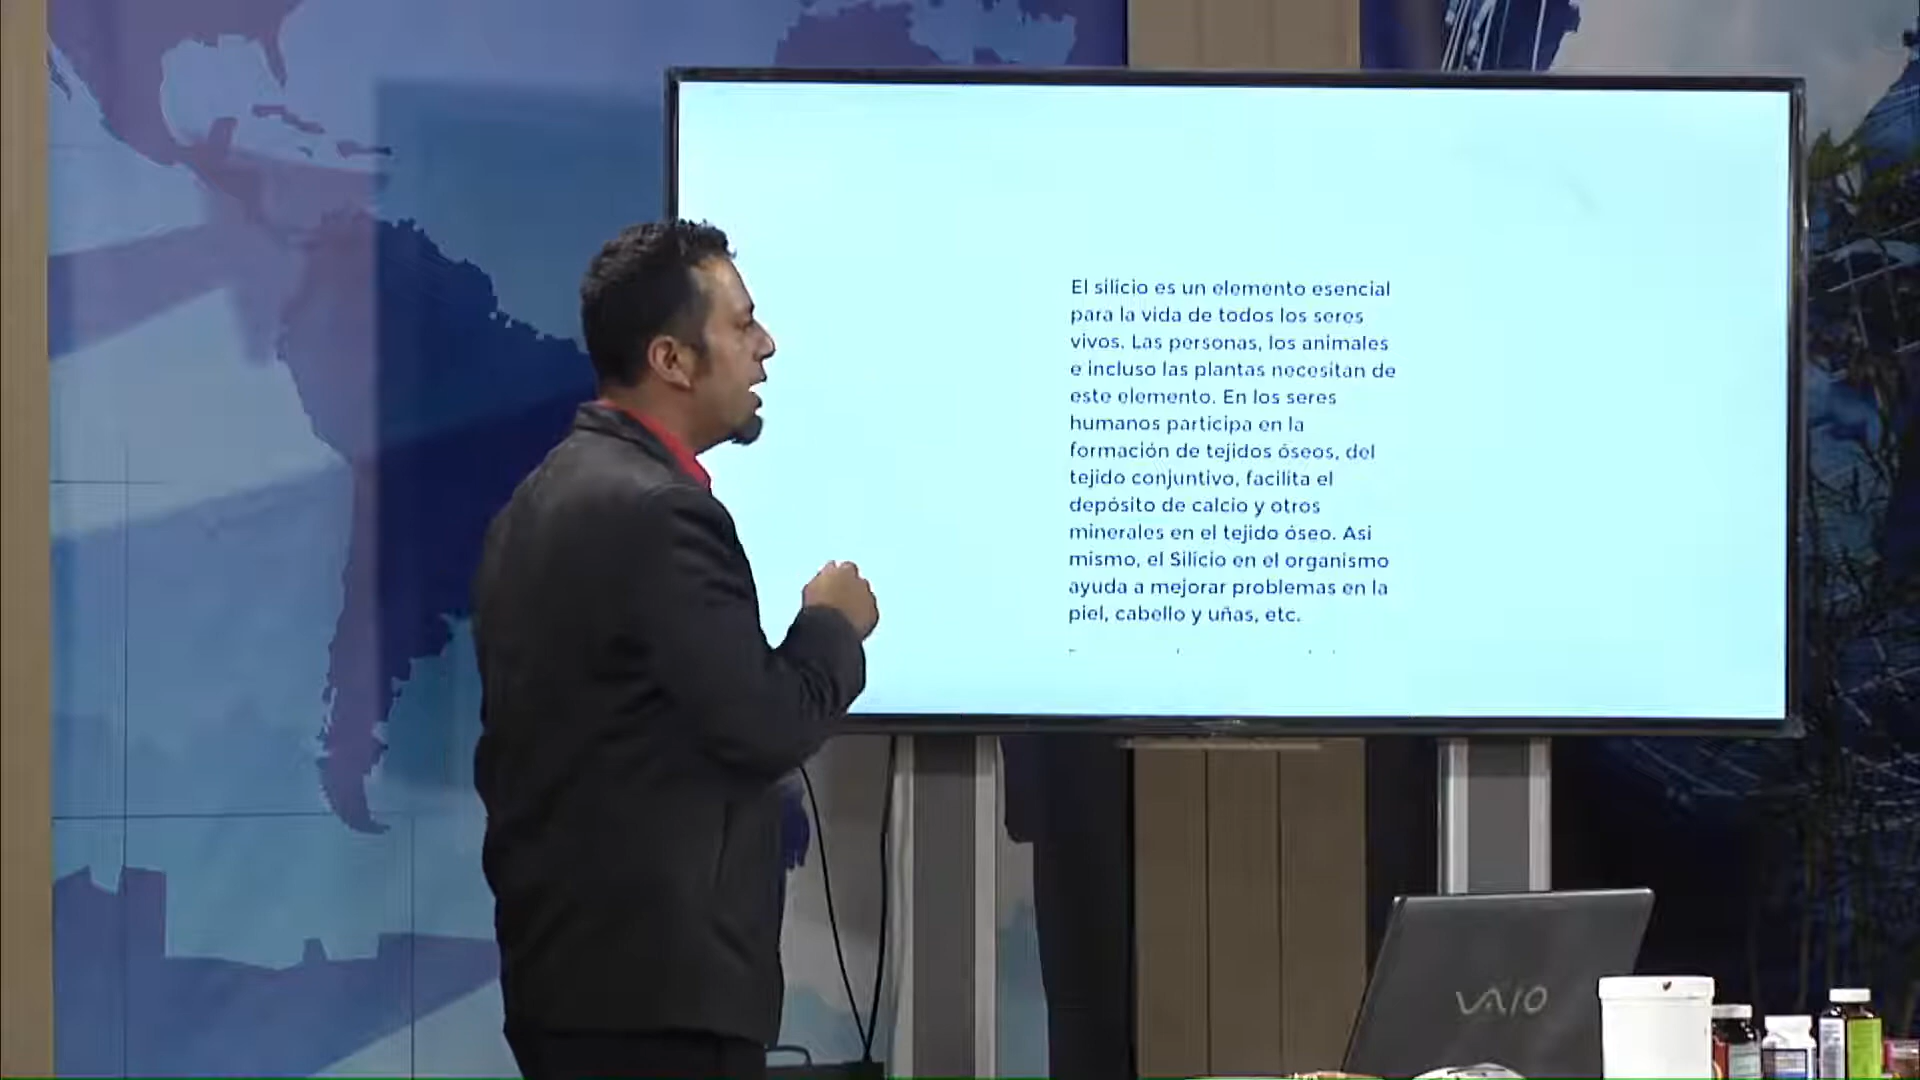 El silicio es un elemento esencial
para la vida de todos los seres
vivos. Las personas, los animales
e incluso las plantas necesitan de
este elemento. En los seres
humanos participa en la
formación de tejidos óseos, del
tejido conjuntivo, facilita el
depósito de calcio y otros
minerales en el tejido óseo. Asi
mismo, el Silicio en el organismo
ayuda a mejorar problemas en la
piel, cabello y uñas, etc.
VAIO